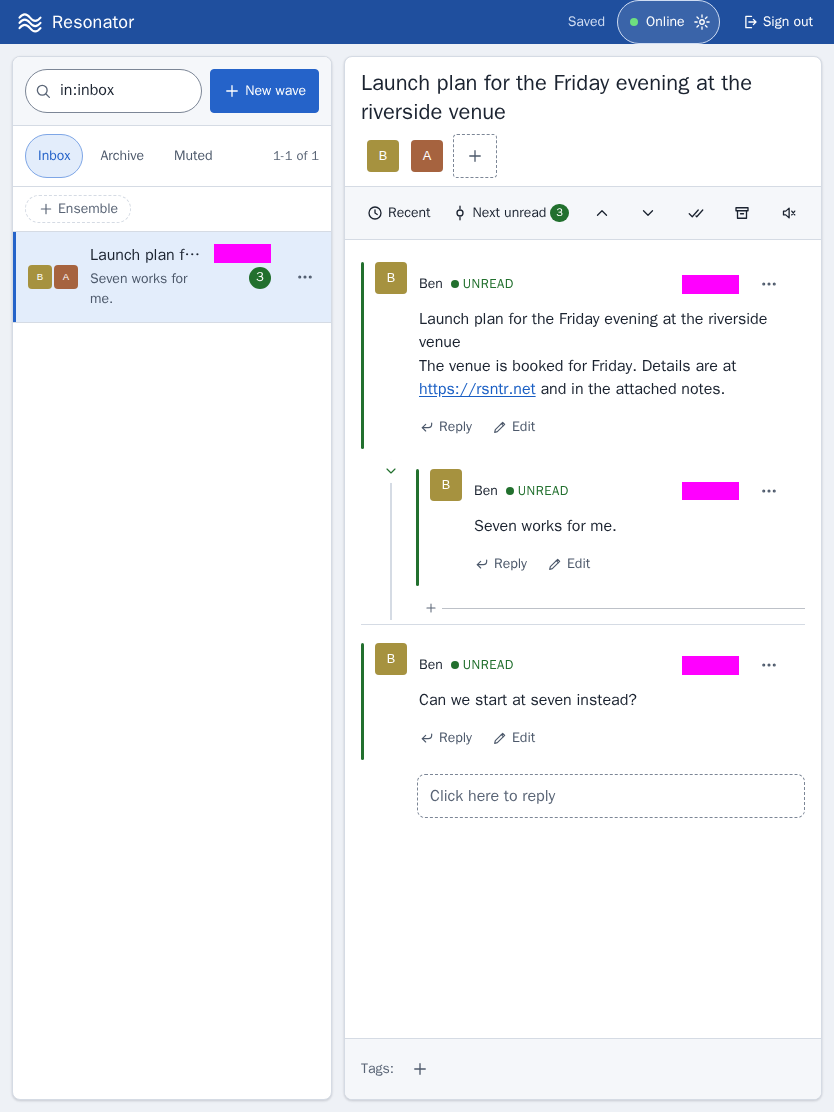 Resonator
Saved
Online
Sign out
in:inbox
New wave
Inbox
Archive
Muted
1-1 of 1
Ensemble
B
A
Launch plan f···
Seven works for
me.
3
Launch plan for the Friday evening at the
riverside venue
B
A
Recent
Next unread
3
B
Ben
UNREAD
Launch plan for the Friday evening at the riverside
venue
The venue is booked for Friday. Details are at
https://rsntr.net and in the attached notes.
Reply
Edit
B
Ben
UNREAD
Seven works for me.
Reply
Edit
B
Ben
UNREAD
Can we start at seven instead?
Reply
Edit
Click here to reply
Tags: